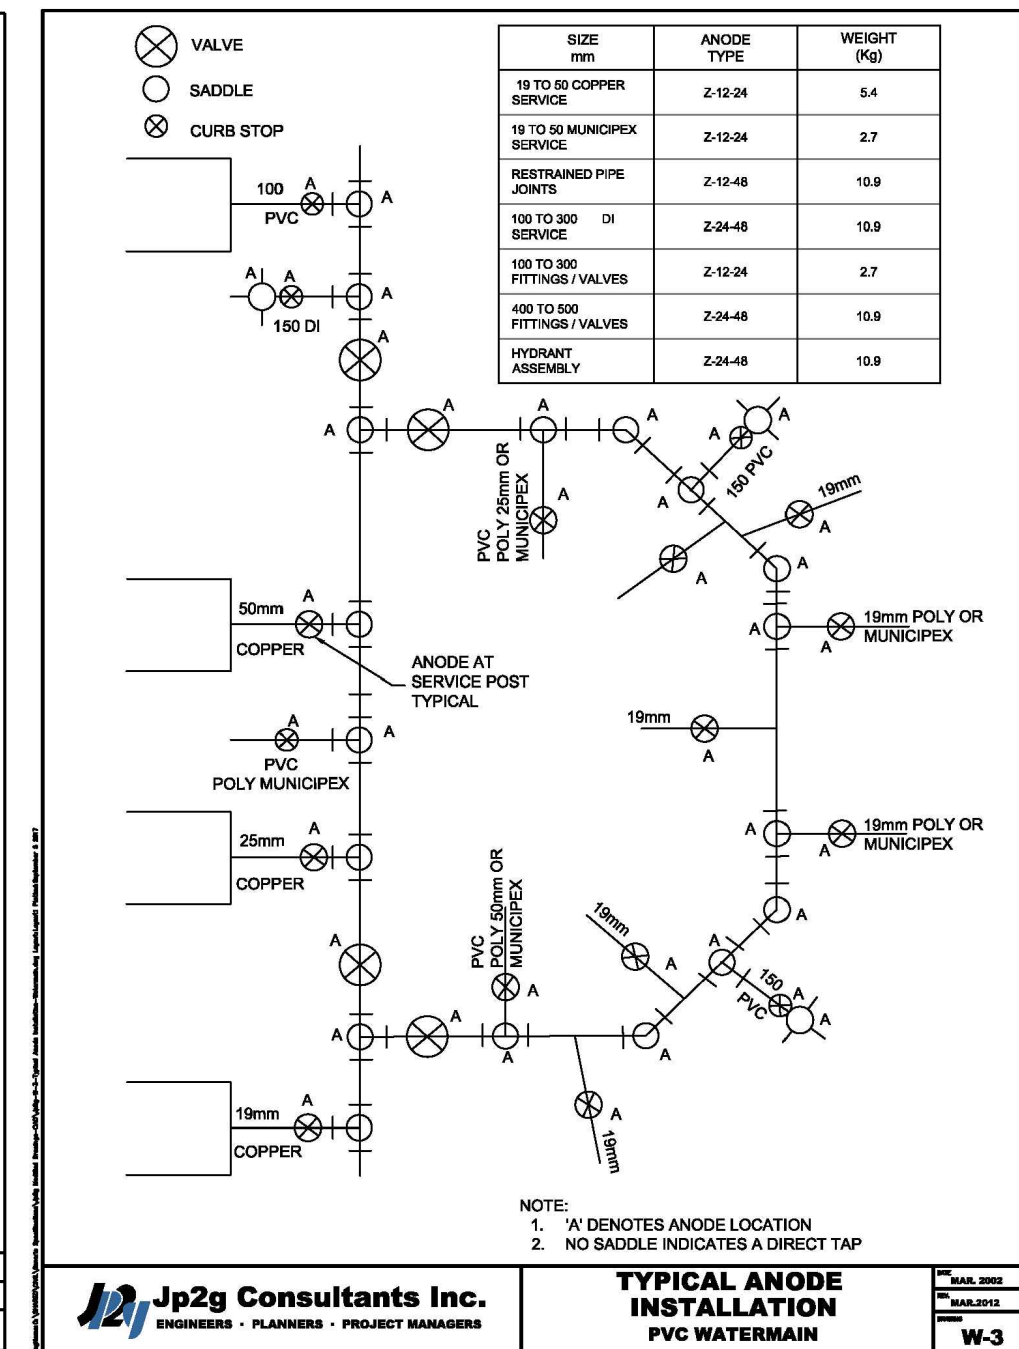 VALVE
SADDLE
CURB STOP
SIZE mm ANODE TYPE WEIGHT (Kg)
19 TO 50 COPPER SERVICE Z-12-24 5.4
19 TO 50 MUNICIPEX SERVICE Z-12-24 2.7
RESTRAINED PIPE JOINTS Z-12-48 10.9
100 TO 300 DI SERVICE Z-24-48 10.9
100 TO 300 FITTINGS / VALVES Z-12-24 2.7
400 TO 500 FITTINGS / VALVES Z-24-48 10.9
HYDRANT ASSEMBLY Z-24-48 10.9
100 A A
PVC
A A A
150 DI
A
A A A A A A
150 PVC
A
19mm
A
PVC
POLY 25mm OR
MUNICIPEX
A
A
A
50mm A
COPPER
ANODE AT
SERVICE POST
TYPICAL
A A
19mm POLY OR
MUNICIPEX
19mm
A
A A
PVC
POLY MUNICIPEX
25mm A
COPPER
A A
19mm POLY OR
MUNICIPEX
PVC
POLY 50mm OR
MUNICIPEX
A
19mm
A
A
A
A
150
PVC
A
A
A A A A
A
19mm
19mm A
COPPER
NOTE:
1. 'A' DENOTES ANODE LOCATION
2. NO SADDLE INDICATES A DIRECT TAP
Jp2g Jp2g Consultants Inc.
ENGINEERS · PLANNERS · PROJECT MANAGERS
TYPICAL ANODE
INSTALLATION
PVC WATERMAIN
DATE
MAR. 2002
REV.
MAR.2012
W-3